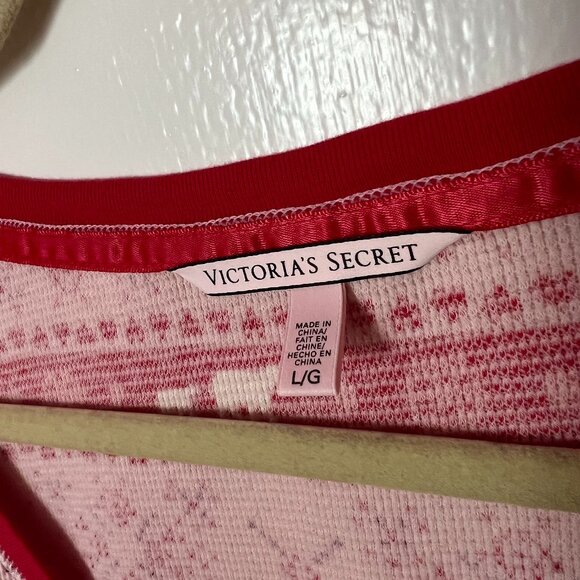 VICTORIA'S SECRET
MADE IN
CHINA/
FAIT EN
CHINE/
HECHO EN
CHINA
L/G